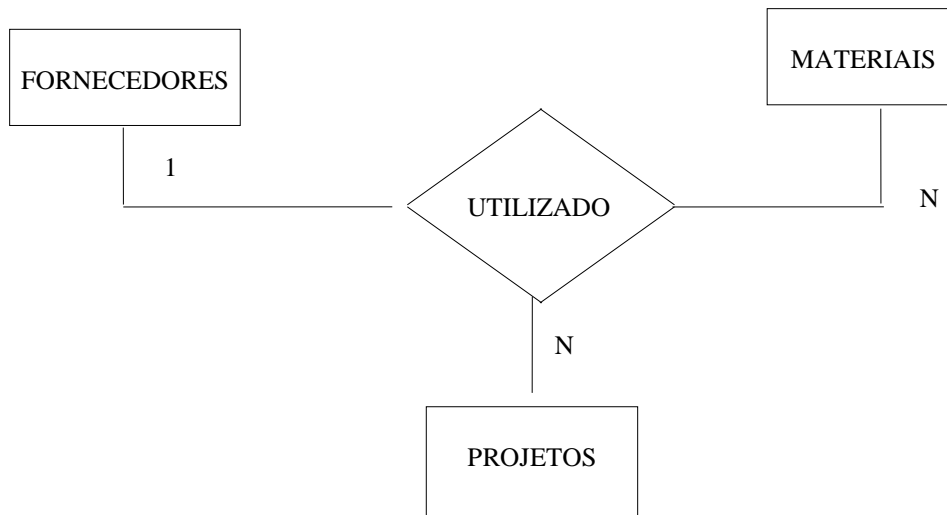 MATERIAIS
FORNECEDORES
1
UTILIZADO
N
N
PROJETOS